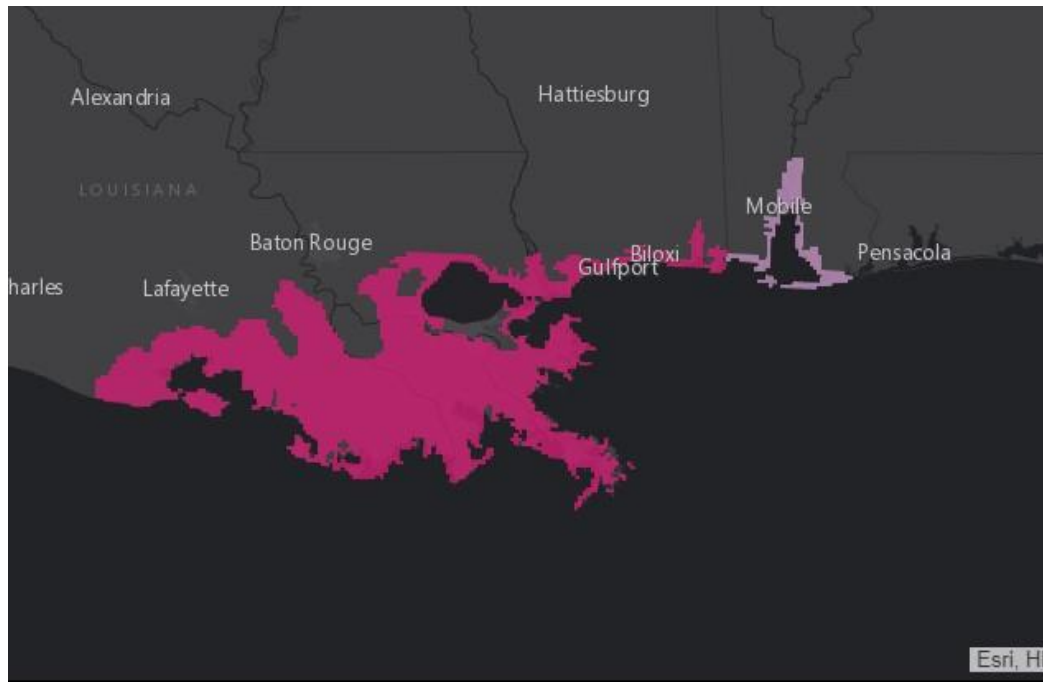 Alexandria
Hattiesburg
LOUISIANA
Mobile
Baton Rouge
Biloxi
Pensacola
Gulfport
harles
Lafayette
Esri, H